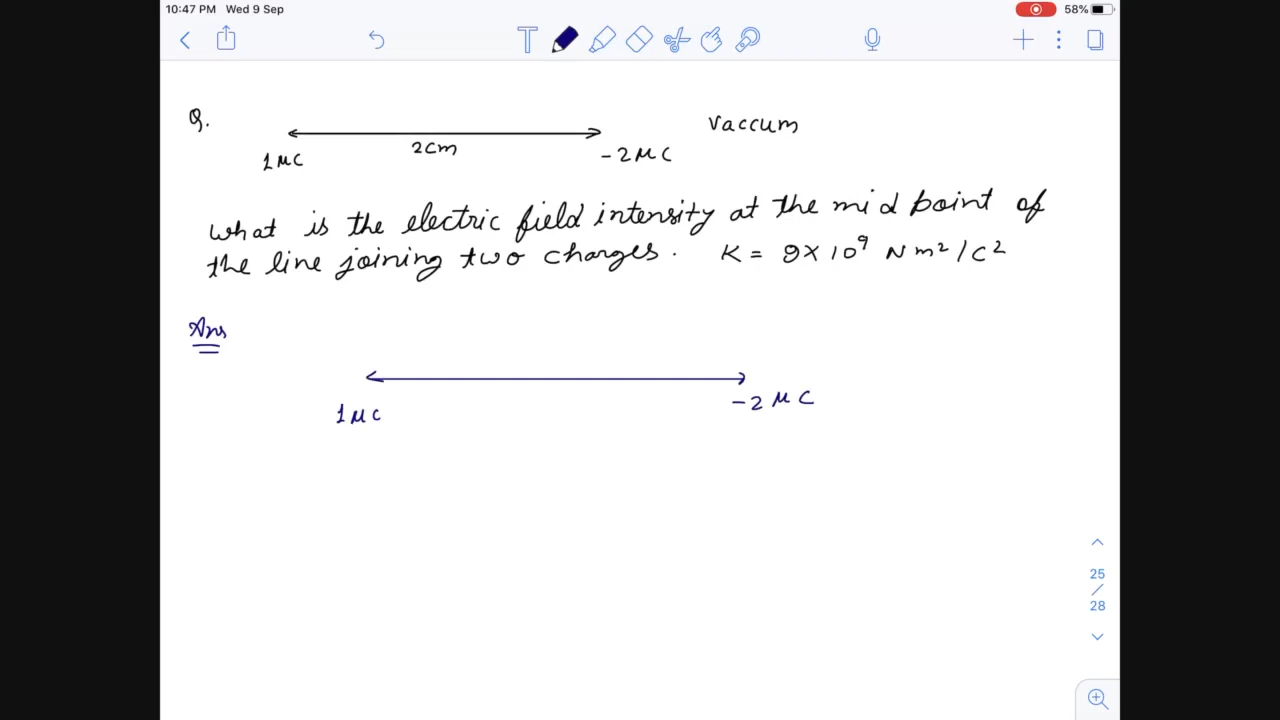 10:47 PM Wed 9 Sep 58%
T
Q.
2cm
vaccum
1μC
-2μC
What is the electric field intensity at the mid point of
the line joining two charges. K = 9×10⁹ Nm²/C²
Ans
1μC
-2μC
25
/
28